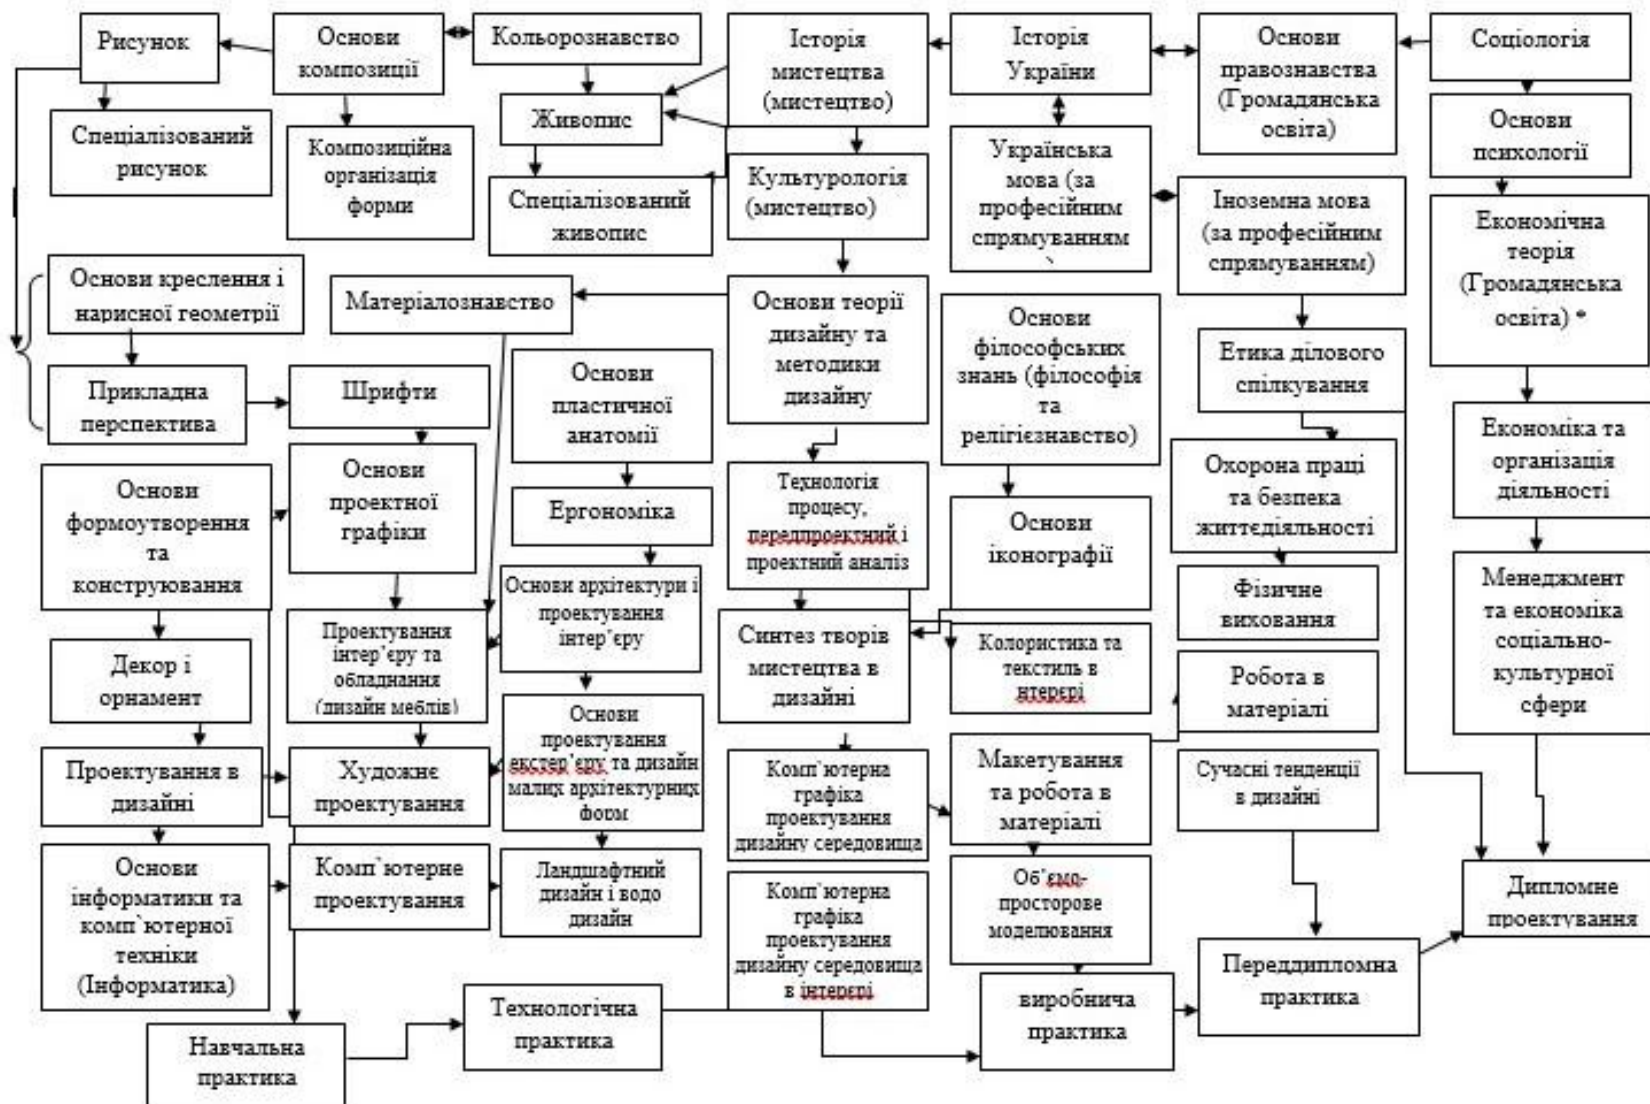 Рисунок
Основи
композиції
Кольорознавство
Історія
мистецтва
(мистецтво)
Історія
України
Основи
правознавства
(Громадянська
освіта)
Соціологія
Спеціалізований
рисунок
Композиційна
організація
форми
Живопис
Спеціалізований
живопис
Культурологія
(мистецтво)
Українська
мова (за
професійним
спрямуванням
Іноземна мова
(за професійним
спрямуванням)
Основи
психології
Економічна
теорія
(Громадянська
освіта) *
Основи креслення і
нарисної геометрії
Матеріалознавство
Основи теорії
дизайну та
методики
дизайну
Основи
філософських
знань (філософія
та
релігієзнавство)
Етика ділового
спілкування
Прикладна
перспектива
Шрифти
Основи
пластичної
анатомії
Економіка та
організація
діяльності
Основи
формоутворення
та
конструювання
Основи
проектної
графіки
Ергономіка
Технологія
процесу,
передпроектний і
проектний аналіз
Основи
іконографії
Охорона праці
та безпека
життєдіяльності
Менеджмент
та економіка
соціально-
культурної
сфери
Фізичне
виховання
Основи архітектури і
проектування
інтер’єру
Декор і
орнамент
Проектування
інтер’єру та
обладнання
(дизайн меблів)
Синтез творів
мистецтва в
дизайні
Колористика та
текстиль в
нтерєрі
Робота в
матеріалі
Основи
проектування
екстер’єру та дизайн
малих архітектурних
форм
Проектування в
дизайні
Художнє
проектування
Комп`ютерна
графіка
проектування
дизайну середовища
Макетування
та робота в
матеріалі
Сучасні тенденції
в дизайні
Основи
інформатики та
комп`ютерної
техніки
(Інформатика)
Комп`ютерне
проектування
Ландшафтний
дизайн і водо
дизайн
Комп`ютерна
графіка
проектування
дизайну середовища
в інтерєрі
Об’ємо-
просторове
моделювання
Дипломне
проектування
Навчальна
практика
Технологічна
практика
виробнича
практика
Переддипломна
практика